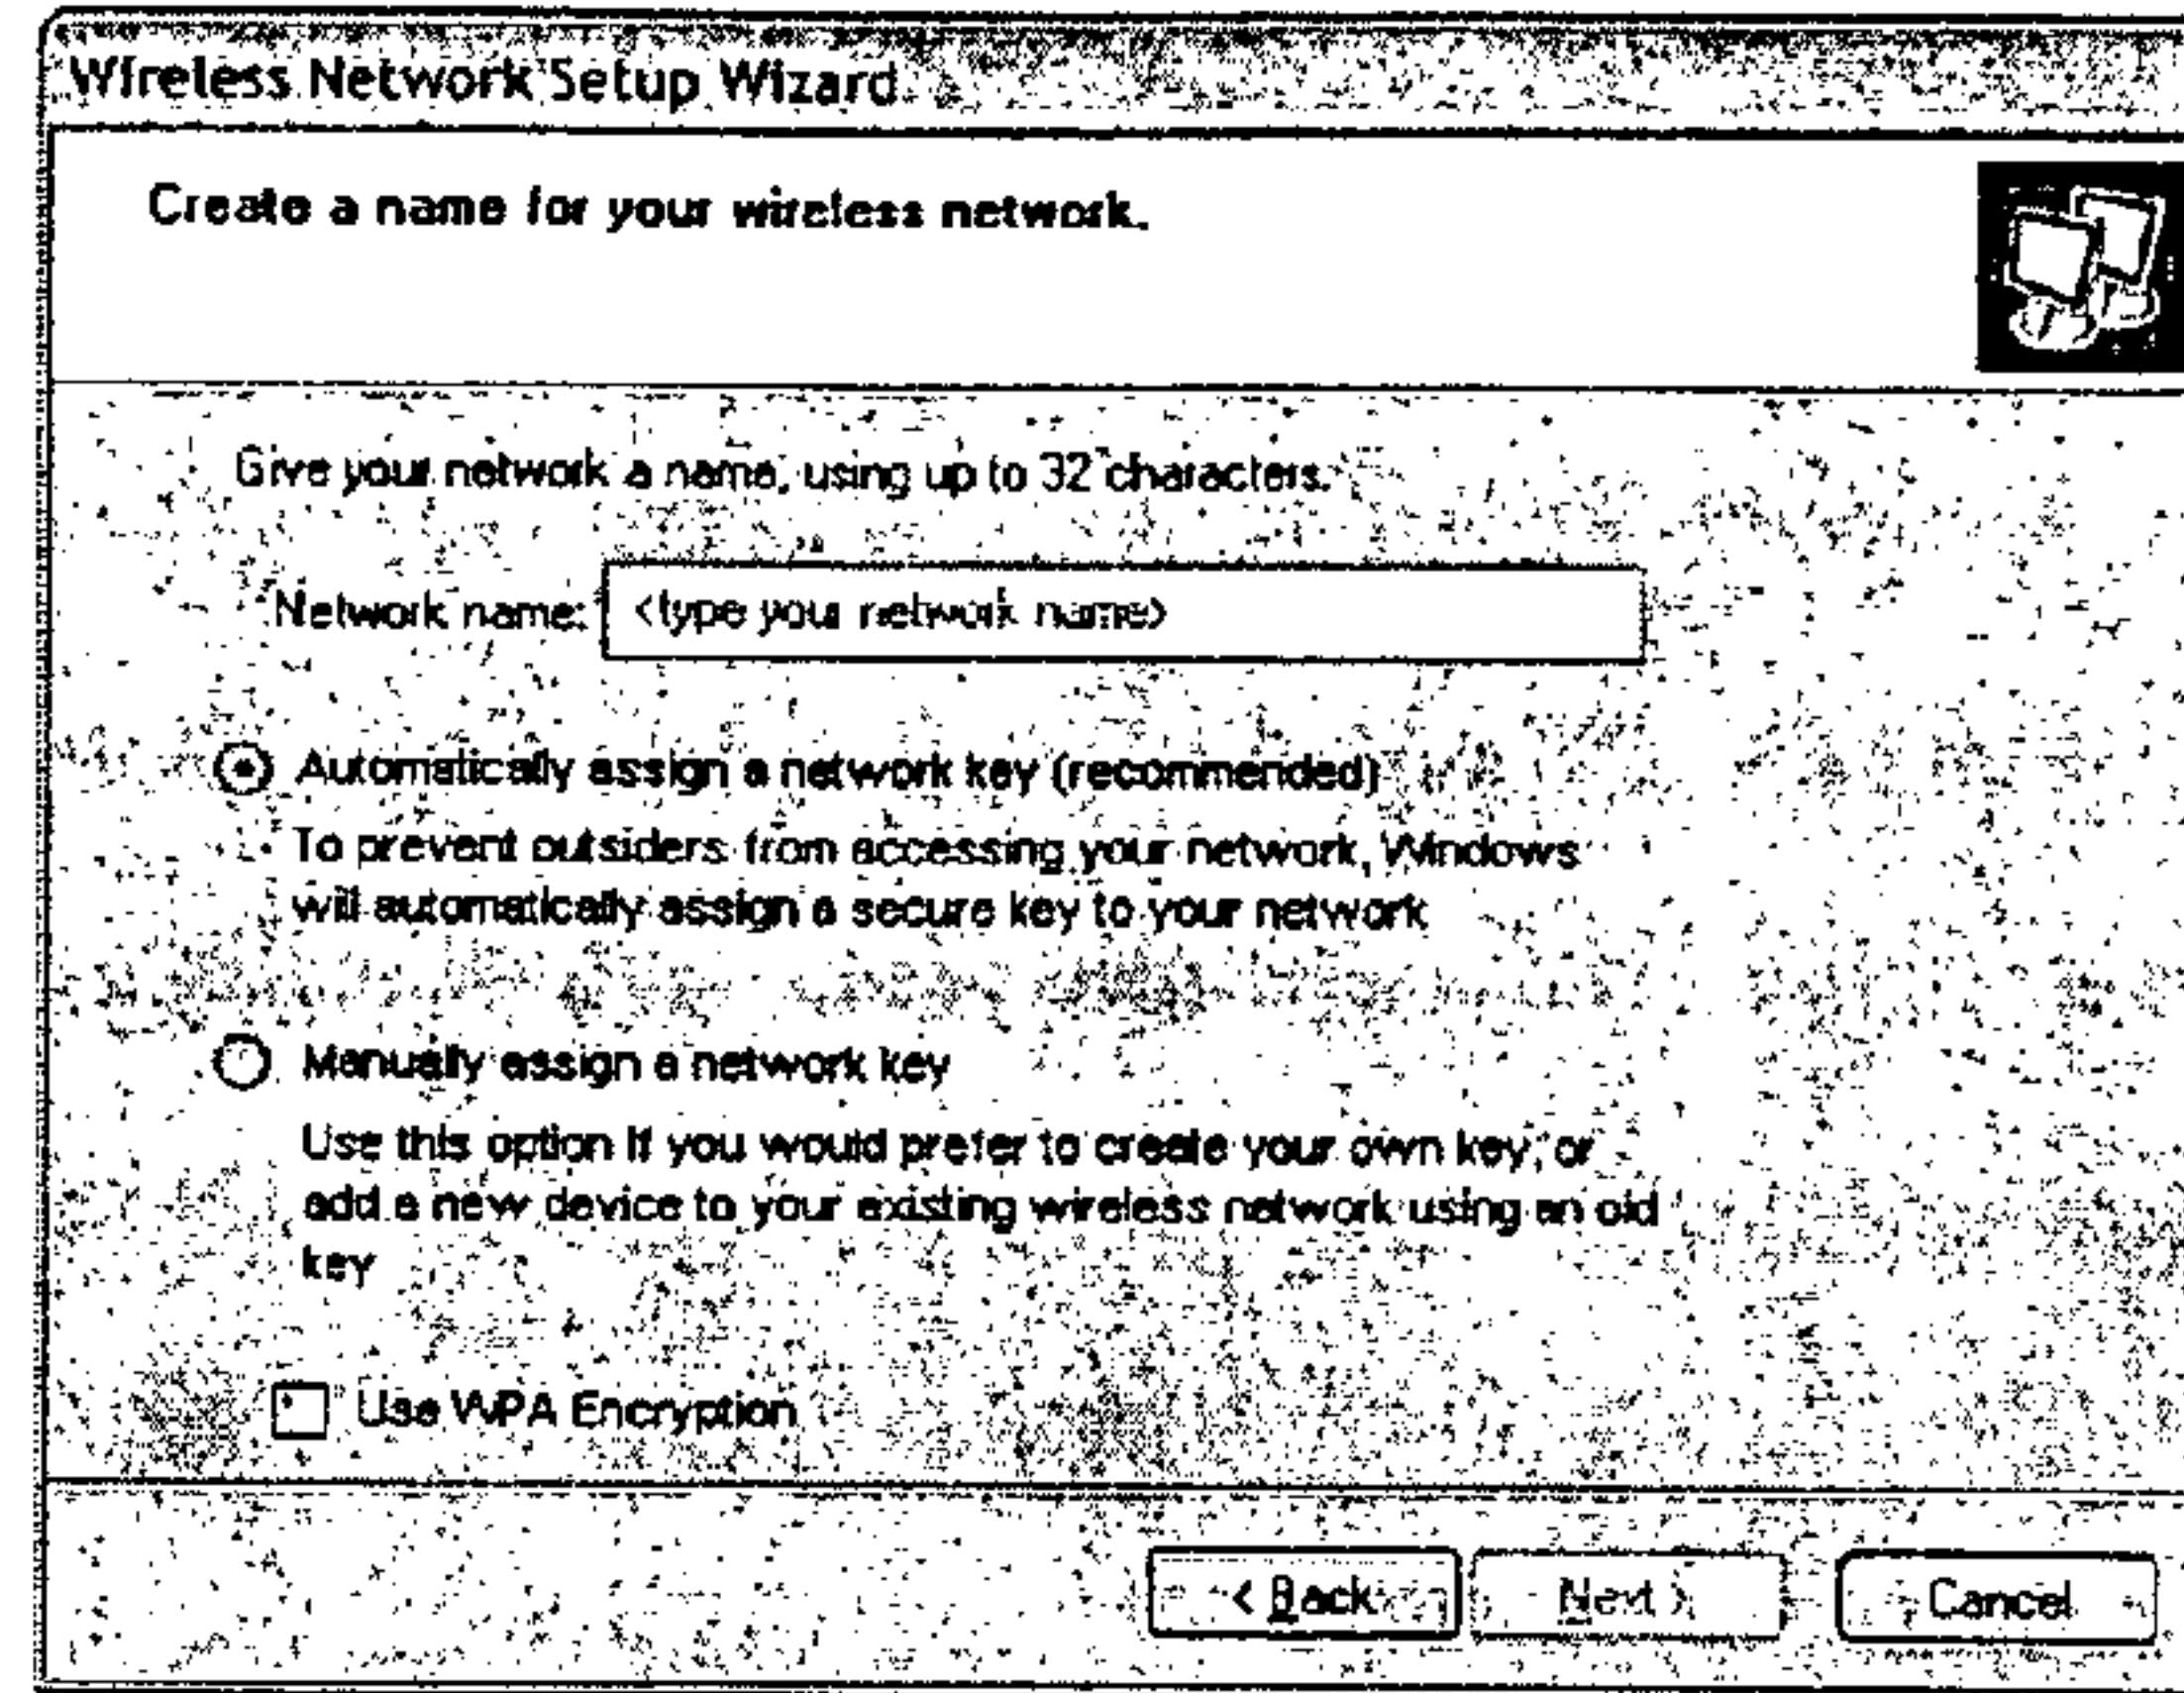 Wireless Network Setup Wizard
Create a name for your wireless network.
Give your network a name, using up to 32 characters.
Network name: <type your network name>
Automatically assign a network key (recommended)
To prevent outsiders from accessing your network, Windows
will automatically assign a secure key to your network
Manually assign a network key
Use this option if you would prefer to create your own key, or
add a new device to your existing wireless network using an old
key
Use WPA Encryption
< Back Next > Cancel